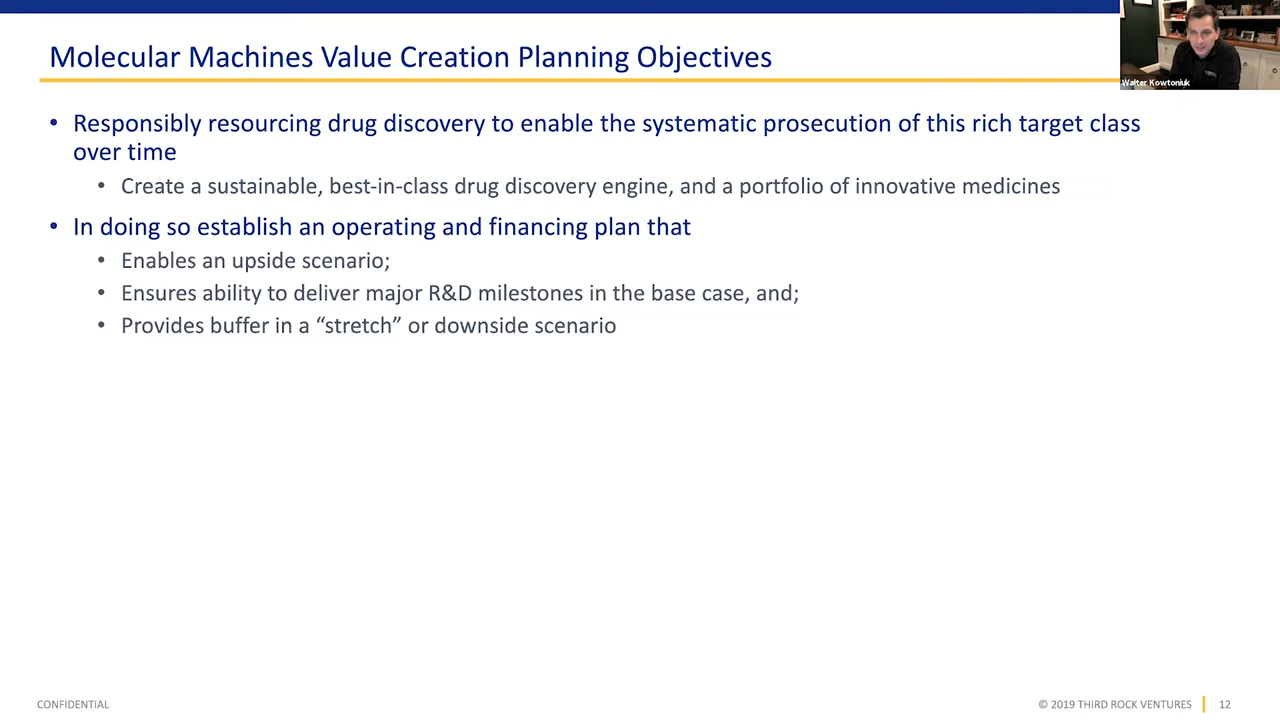 Molecular Machines Value Creation Planning Objectives
Walter Kowtoniuk
• Responsibly resourcing drug discovery to enable the systematic prosecution of this rich target class
over time
• Create a sustainable, best-in-class drug discovery engine, and a portfolio of innovative medicines
• In doing so establish an operating and financing plan that
• Enables an upside scenario;
• Ensures ability to deliver major R&D milestones in the base case, and;
• Provides buffer in a “stretch” or downside scenario
CONFIDENTIAL
© 2019 THIRD ROCK VENTURES
12